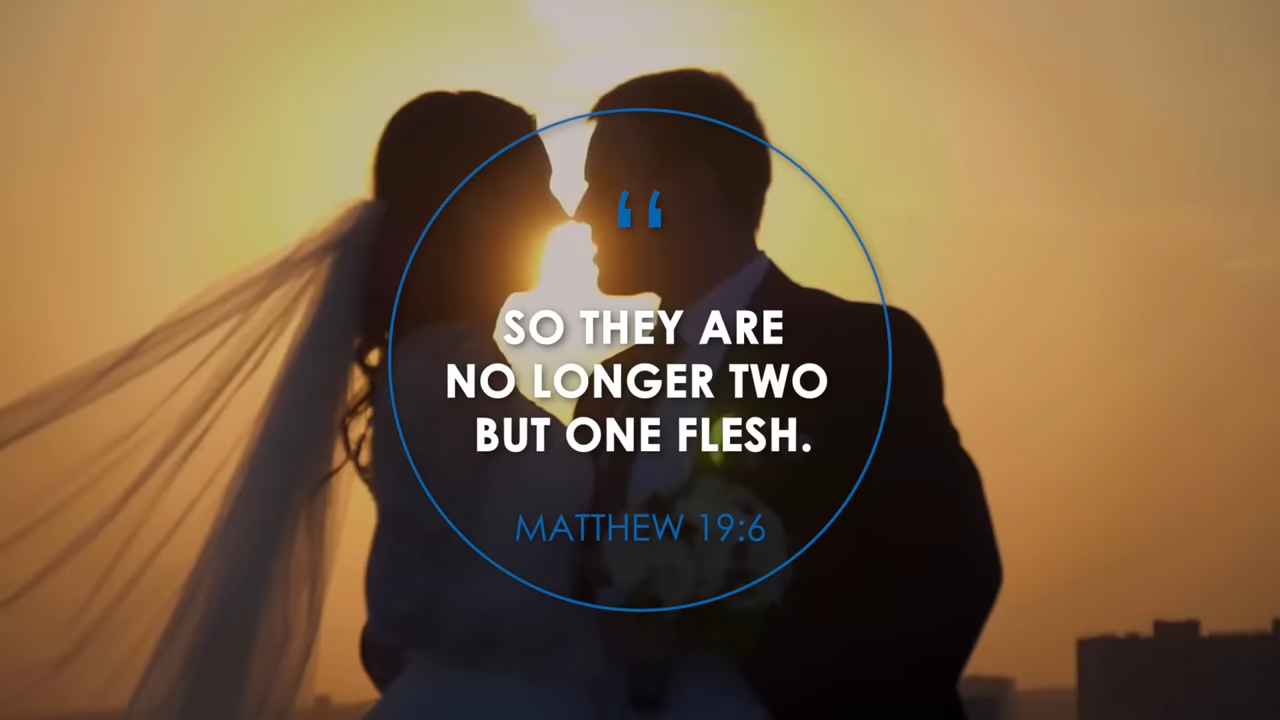 “
SO THEY ARE
NO LONGER TWO
BUT ONE FLESH.
MATTHEW 19:6